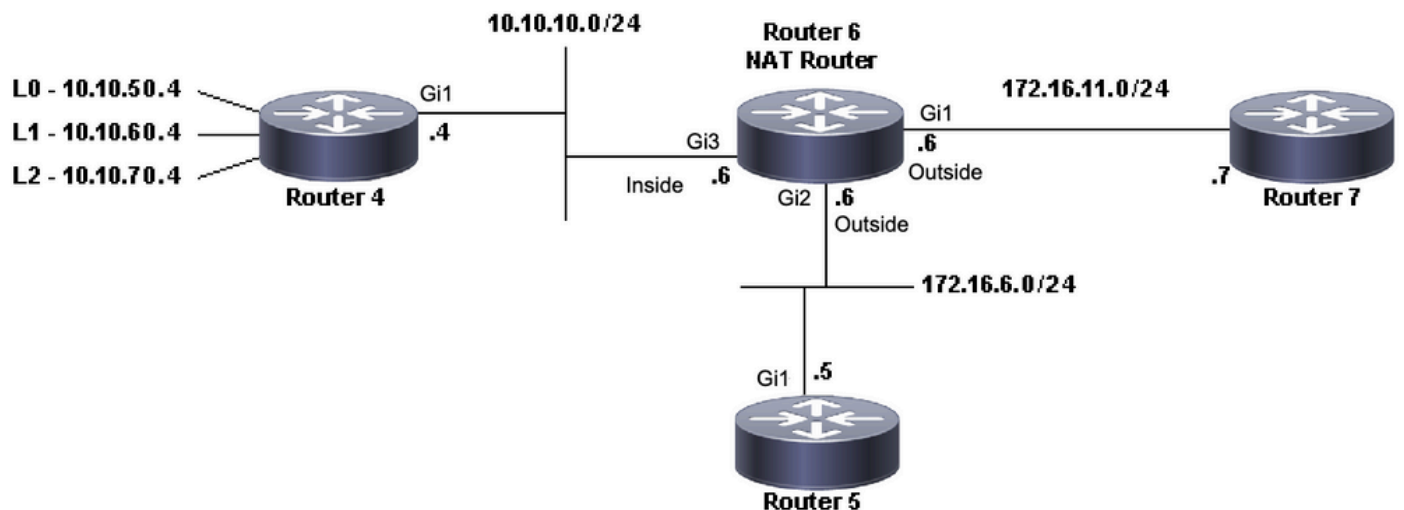 10.10.10.0/24
Router 6
NAT Router
L0 - 10.10.50.4
L1 - 10.10.60.4
L2 - 10.10.70.4
Gi1
.4
Router 4
Gi3
Inside
.6
Gi1
.6
Outside
172.16.11.0/24
.7
Router 7
Gi2
.6
Outside
172.16.6.0/24
Gi1
.5
Router 5